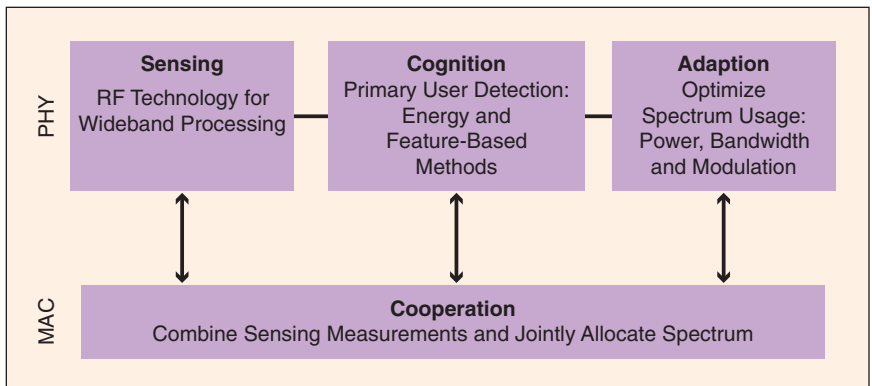 PHY
Sensing
RF Technology for
Wideband Processing
Cognition
Primary User Detection:
Energy and
Feature-Based
Methods
Adaption
Optimize
Spectrum Usage:
Power, Bandwidth
and Modulation
MAC
Cooperation
Combine Sensing Measurements and Jointly Allocate Spectrum